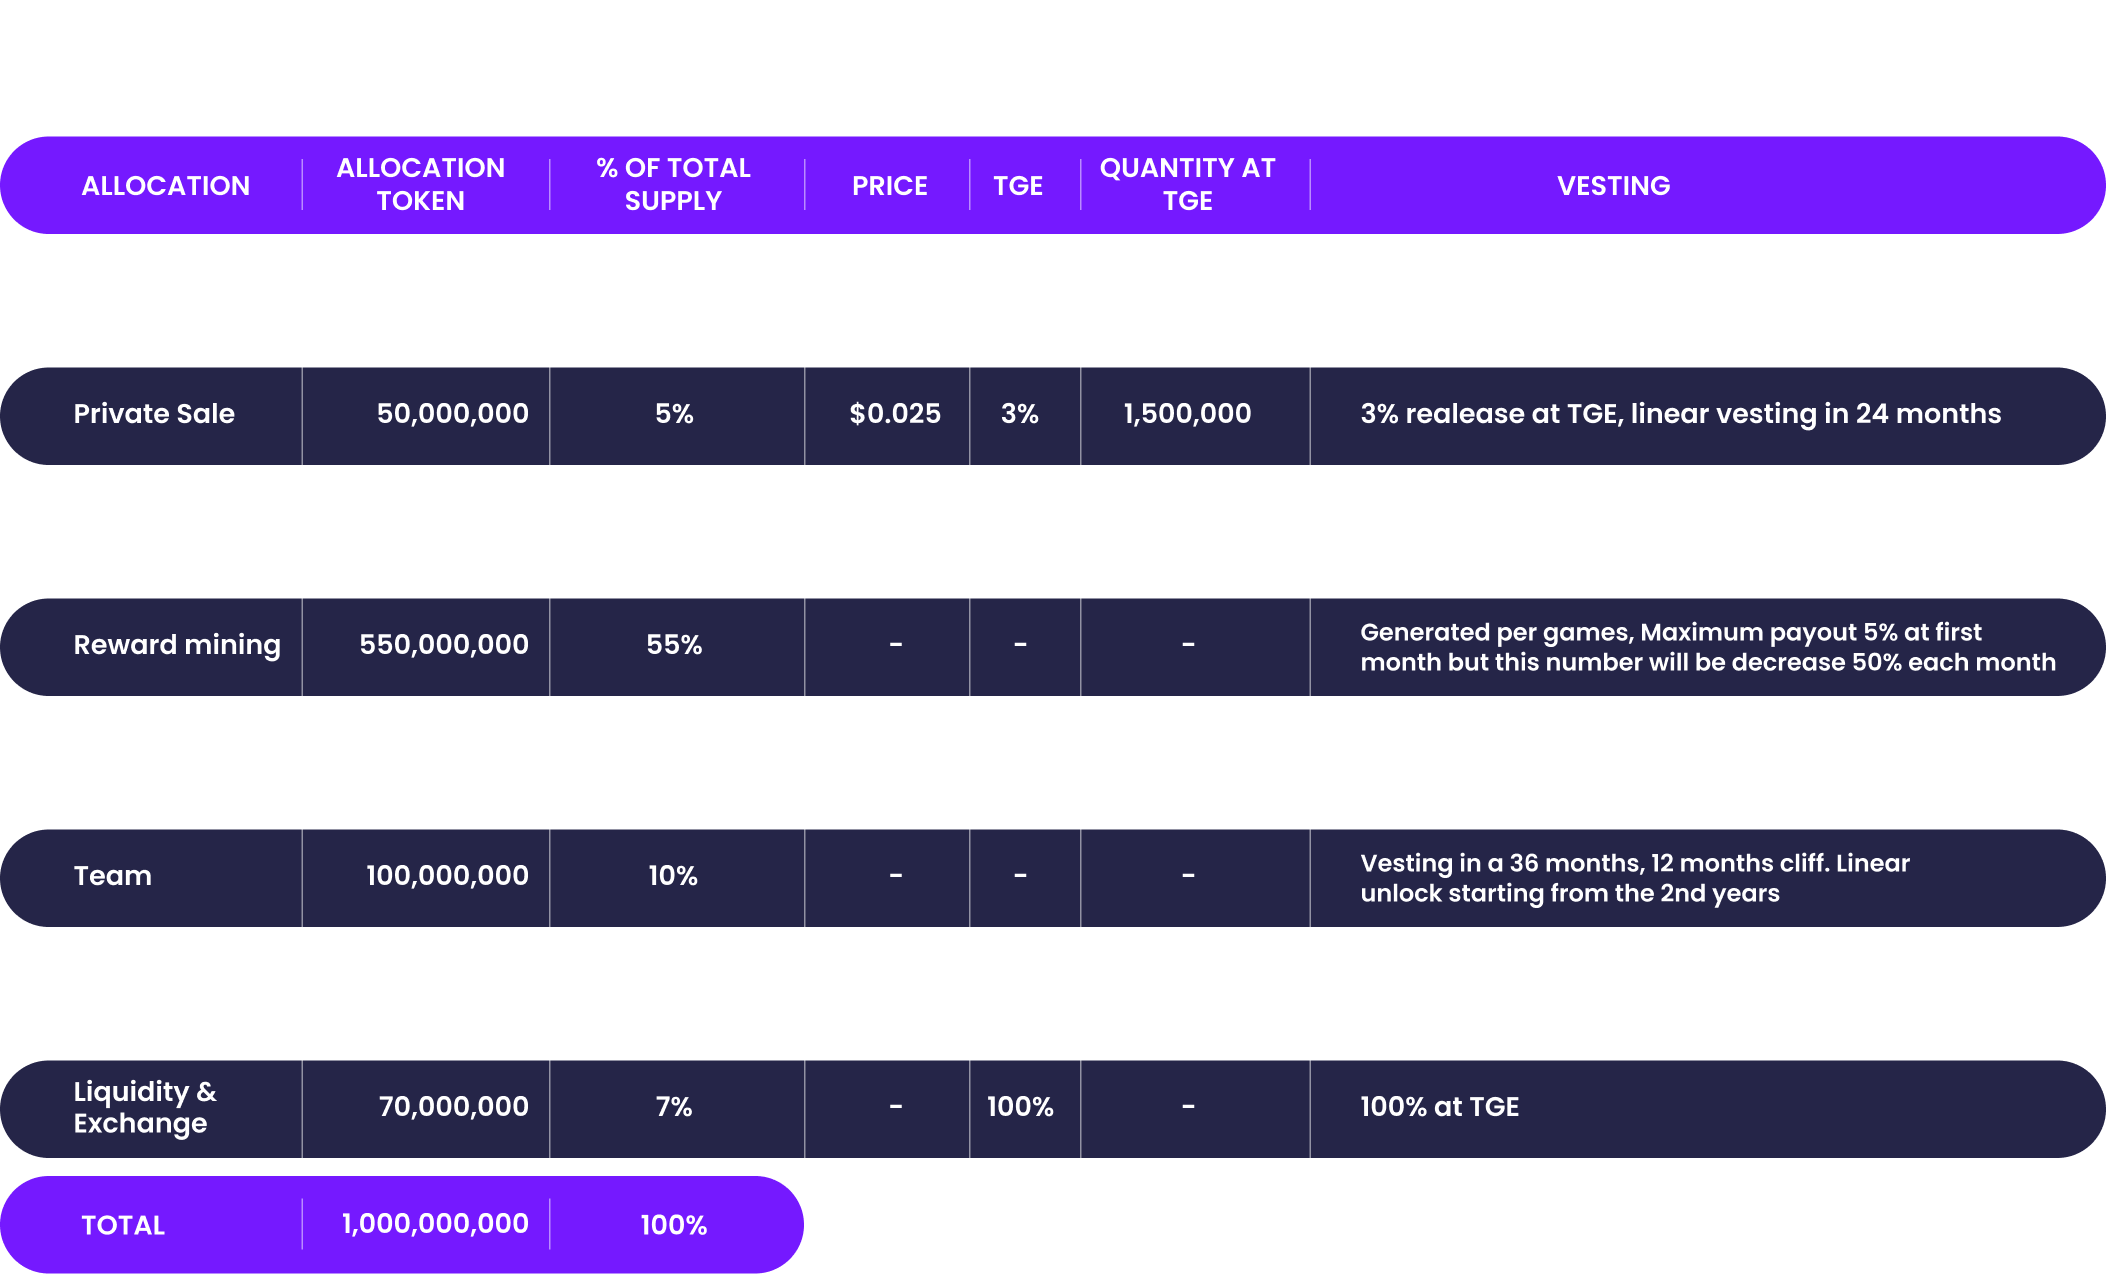 ALLOCATION
ALLOCATION
TOKEN
% OF TOTAL
SUPPLY
PRICE
TGE
QUANTITY AT
TGE
VESTING
Private Sale
50,000,000
5%
$0.025
3%
1,500,000
3% realease at TGE, linear vesting in 24 months
Reward mining
550,000,000
55%
-
-
-
Generated per games, Maximum payout 5% at first
month but this number will be decrease 50% each month
Team
100,000,000
10%
-
-
-
Vesting in a 36 months, 12 months cliff. Linear
unlock starting from the 2nd years
Liquidity &
Exchange
70,000,000
7%
-
100%
-
100% at TGE
TOTAL
1,000,000,000
100%